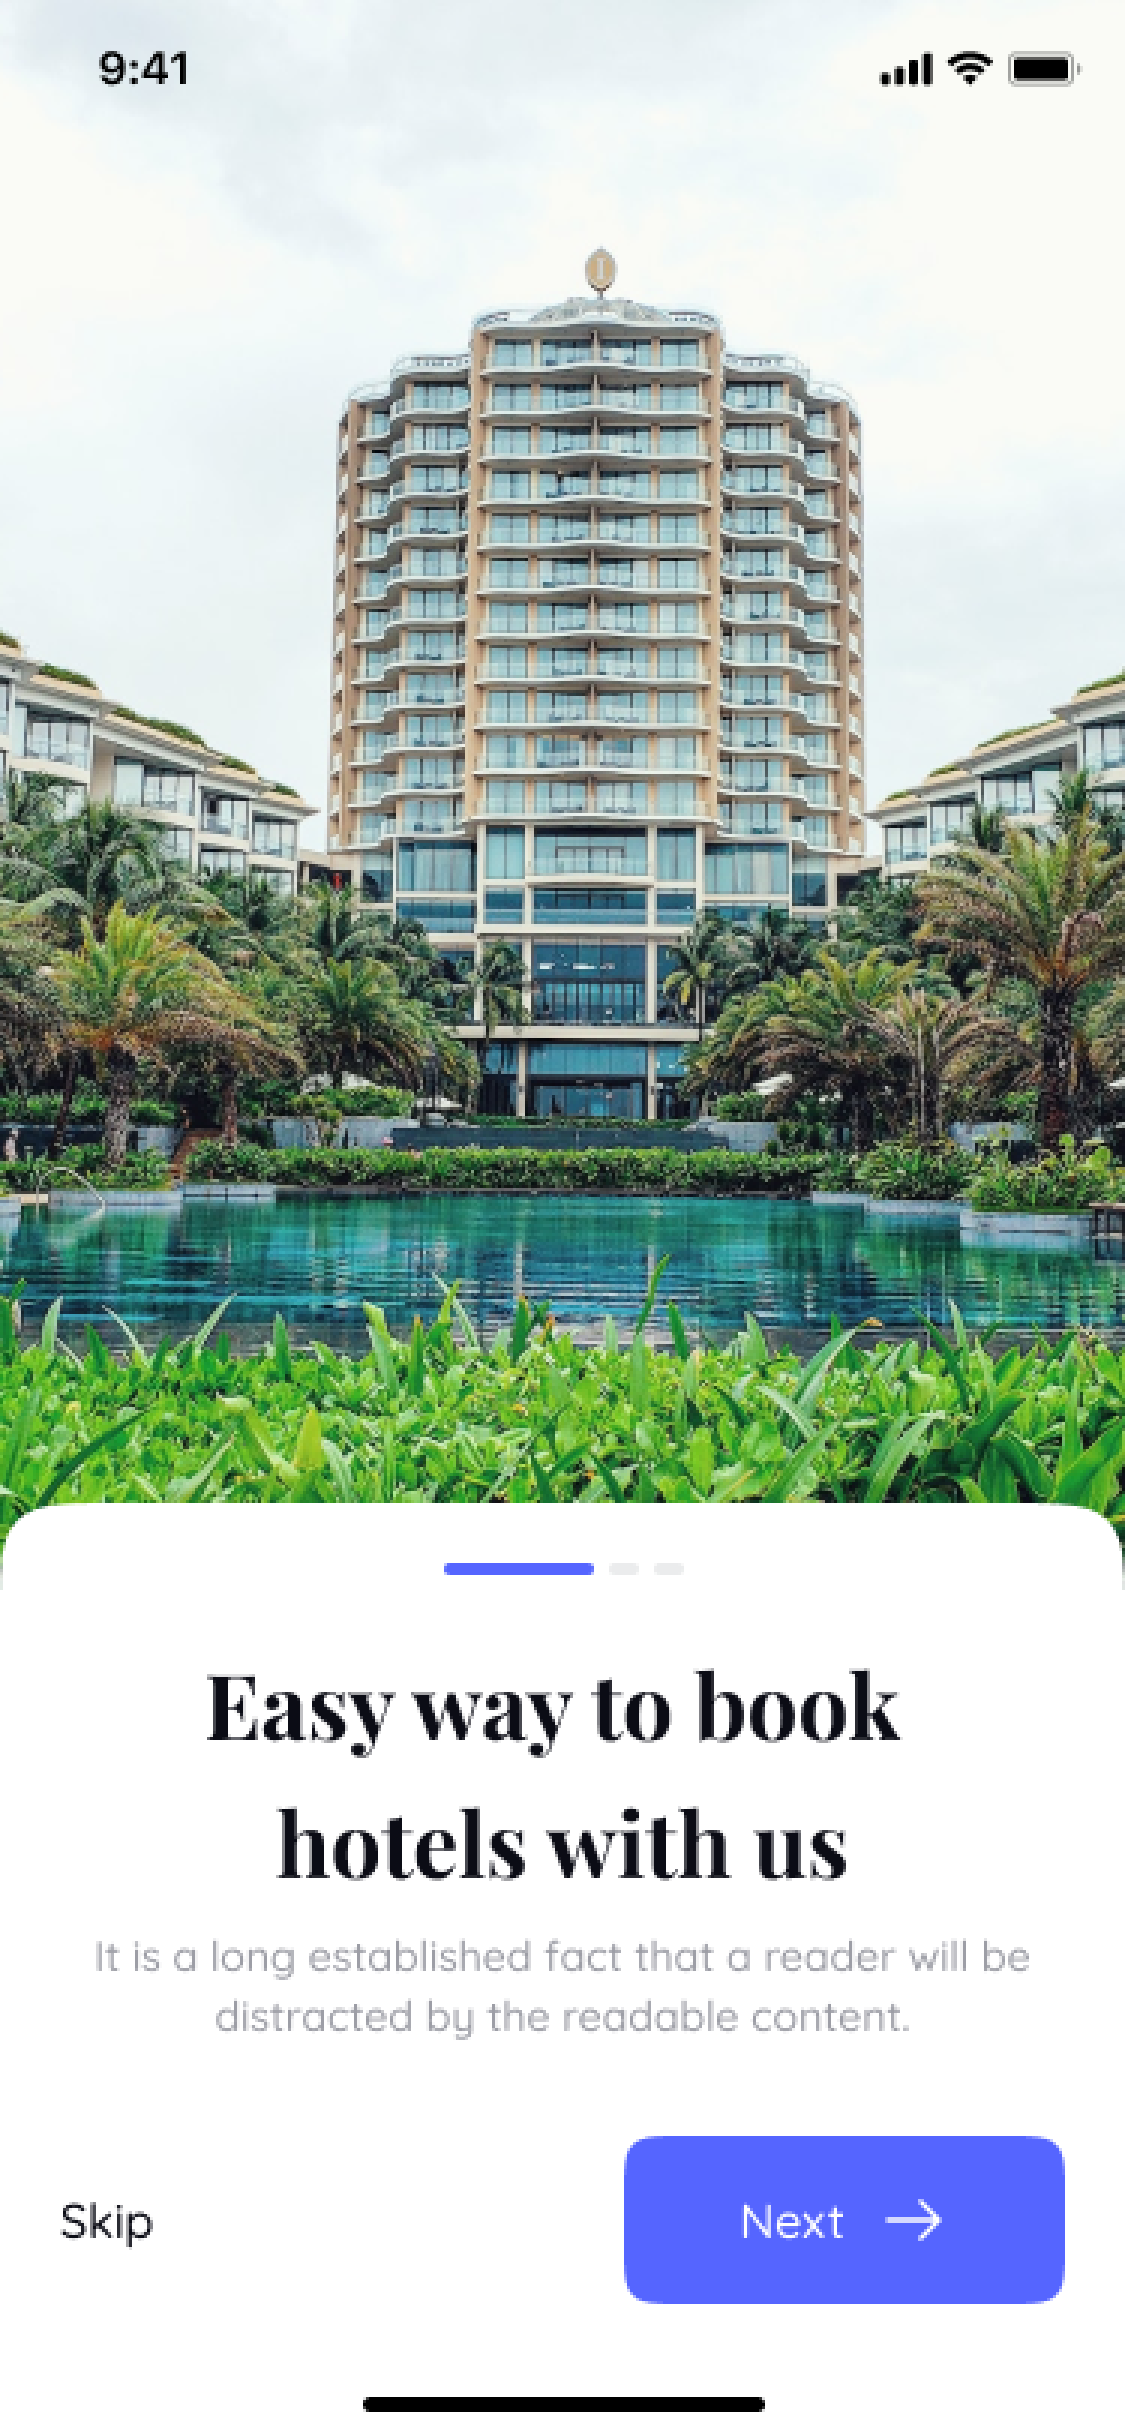 9:41
Easy way to book
hotels with us
It is a long established fact that a reader will be
distracted by the readable content.
Skip
Next